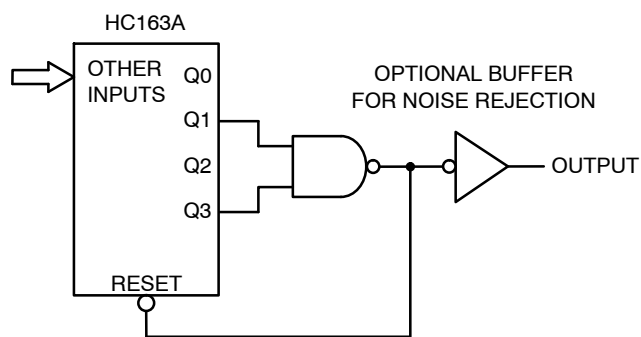 HC163A
OTHER
INPUTS
Q0
Q1
Q2
Q3
RESET
OPTIONAL BUFFER
FOR NOISE REJECTION
OUTPUT